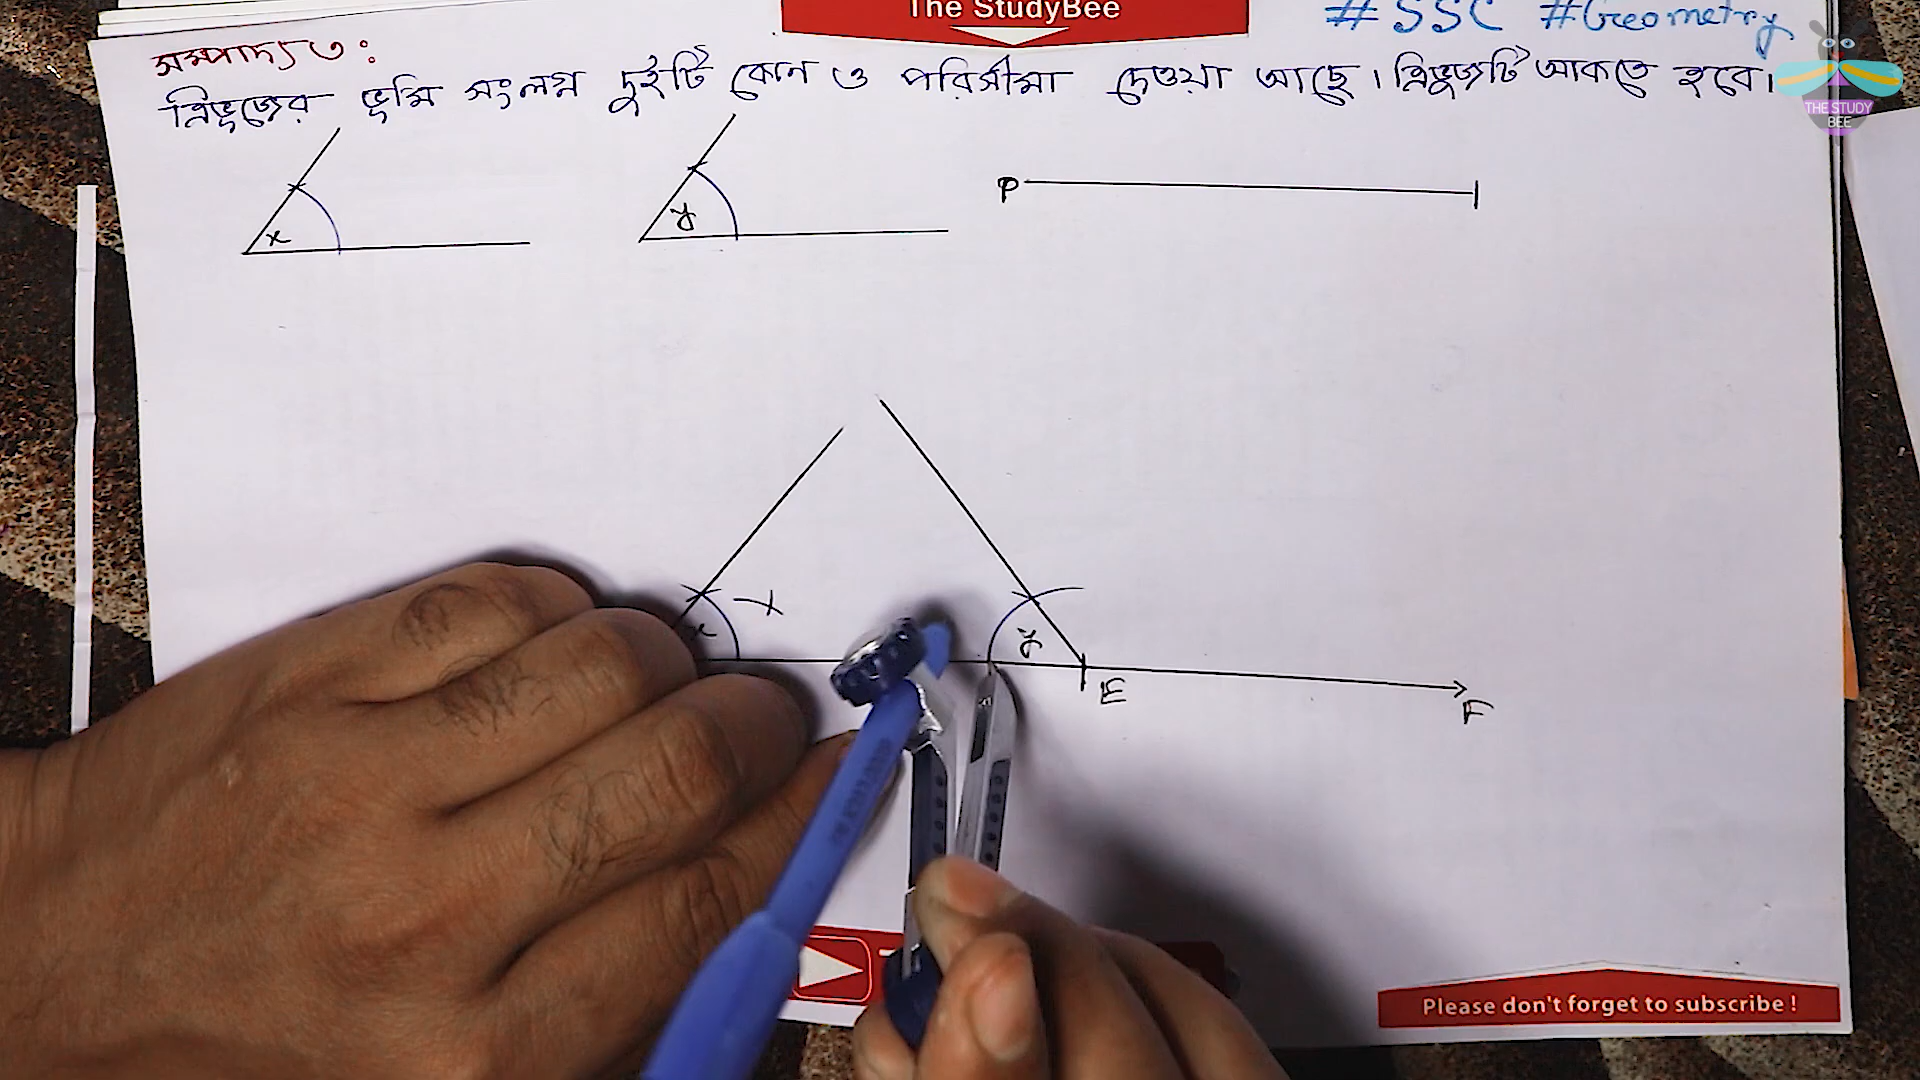 The StudyBee
#SSC #Geometry
সম্পাদ্য ৩:
ত্রিভুজের ভূমি সংলগ্ন দুইটি কোন ও পরিসীমা দেওয়া আছে। ত্রিভুজটি আকতে হবে।
THE STUDY
BEE
x
y
P
x
y
E
F
Please don't forget to subscribe !